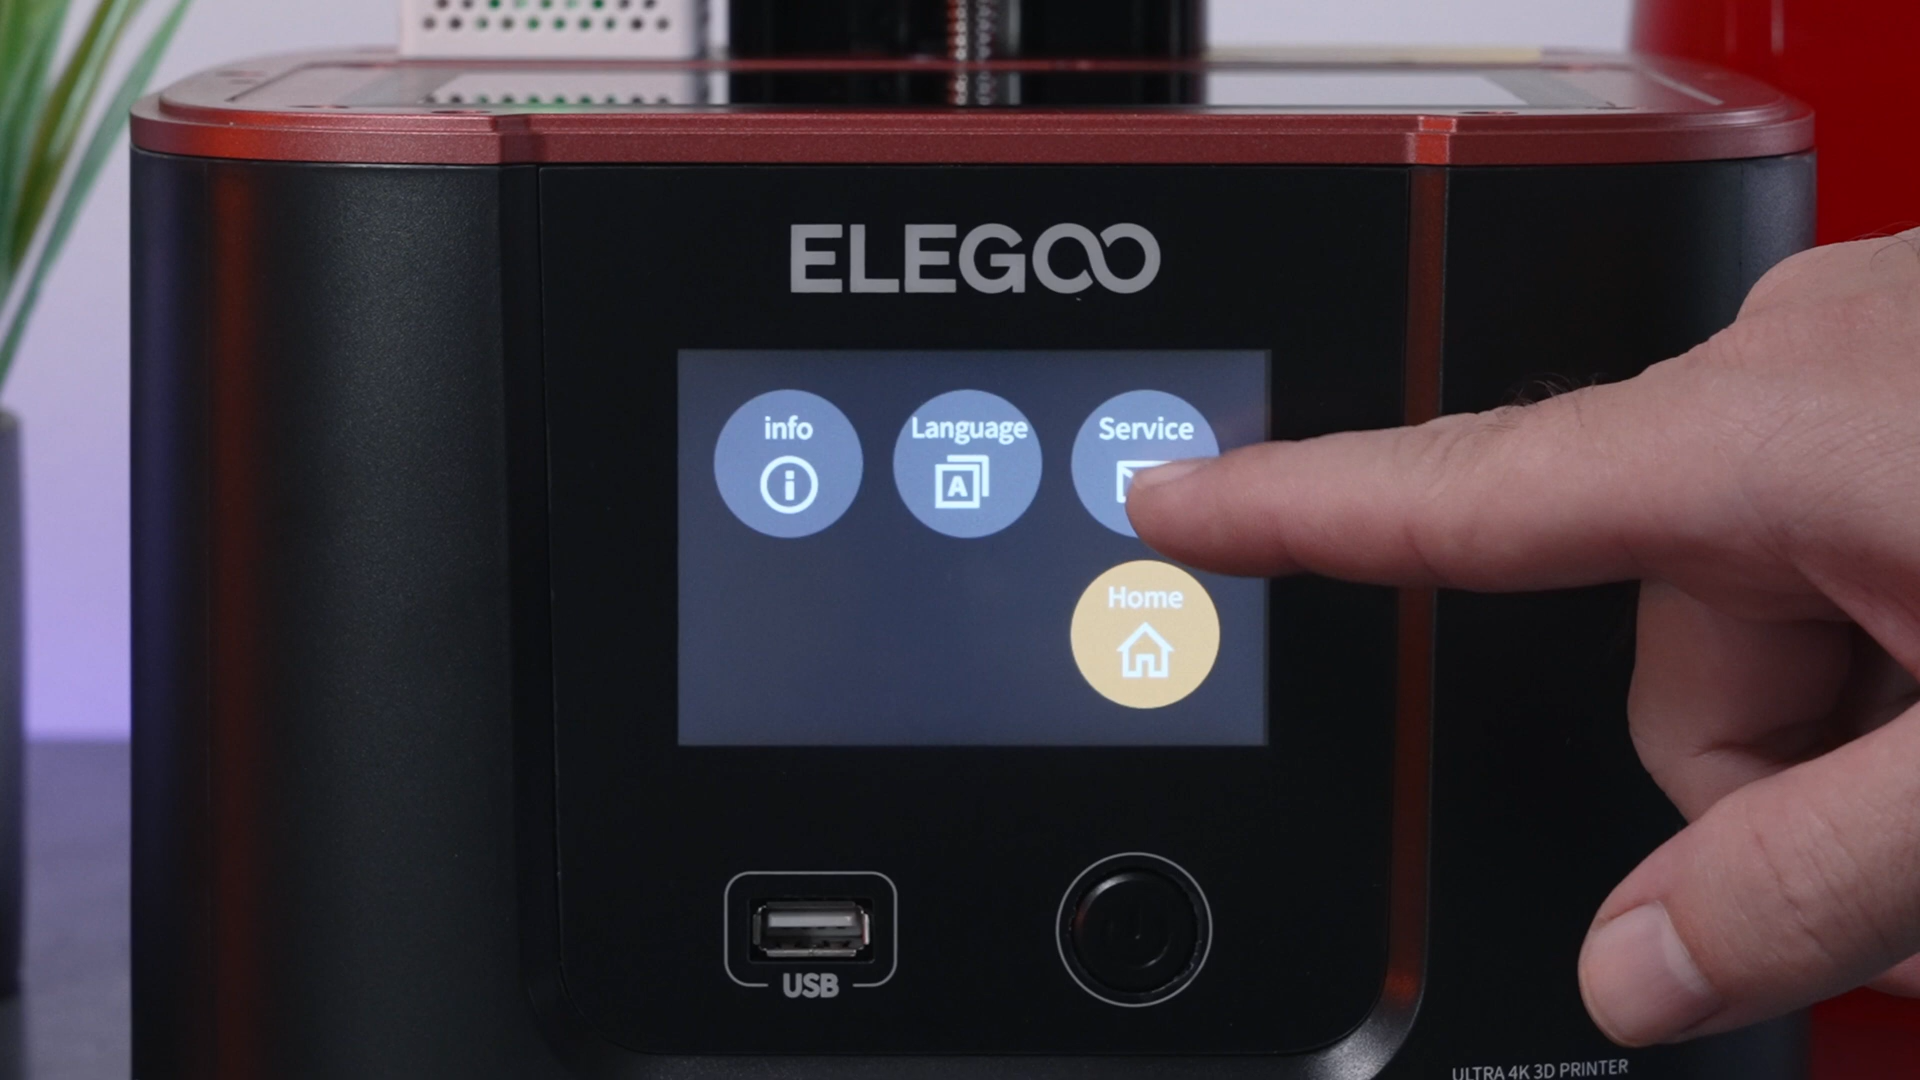 ELEGOO
info
Language
A
Service
Home
USB
ULTRA 4K 3D PRINTER